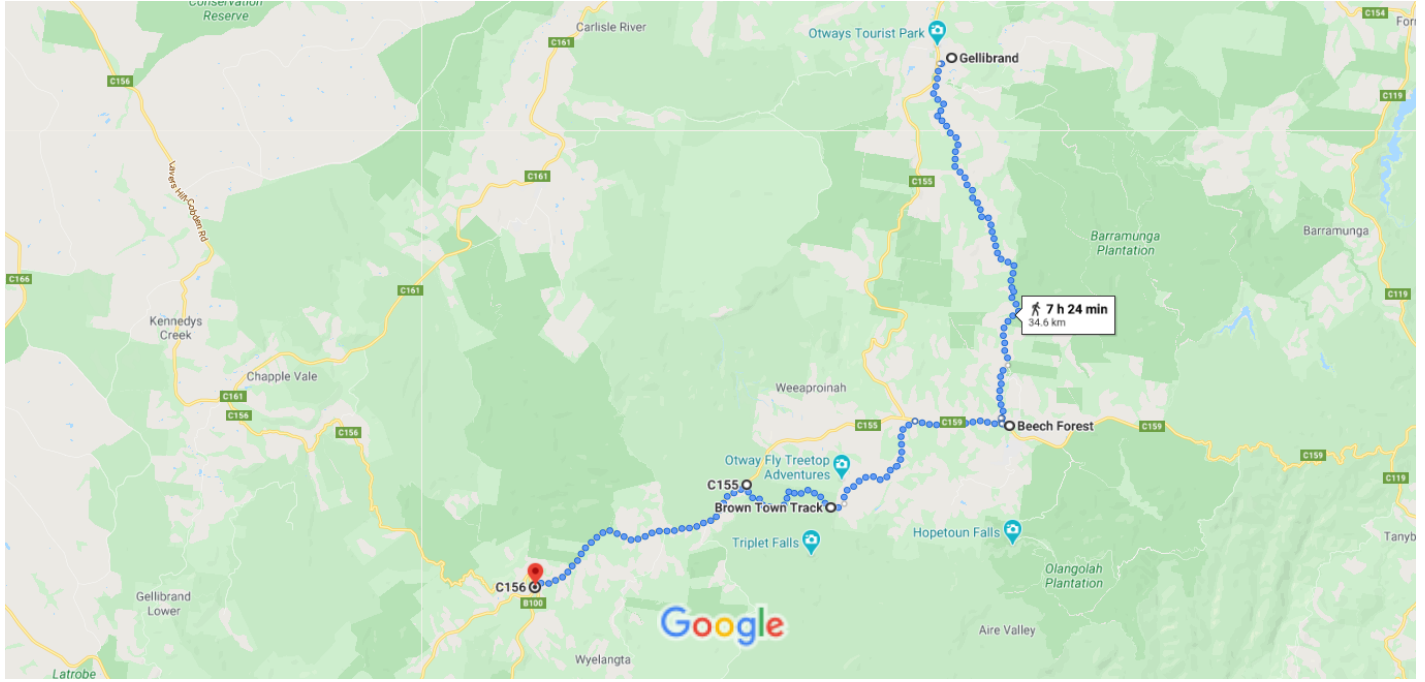 Conservation
Reserve
Carlisle River
C161
C154
Forr
Otways Tourist Park
Gellibrand
C156
C119
C161
C155
Lavers Hill
Cobden Rd
Barramunga
Plantation
Barramunga
C166
C161
C119
7 h 24 min
34.6 km
Kennedys
Creek
Chapple Vale
C161
C156
Weeaproinah
C156
C155
C159
Beech Forest
C159
C159
Otway Fly Treetop
Adventures
C119
C155
Brown Town Track
Triplet Falls
Hopetoun Falls
Tanyb
Olangolah
Plantation
C156
B100
Gellibrand
Lower
Google
Aire Valley
Wyelangta
Latrobe